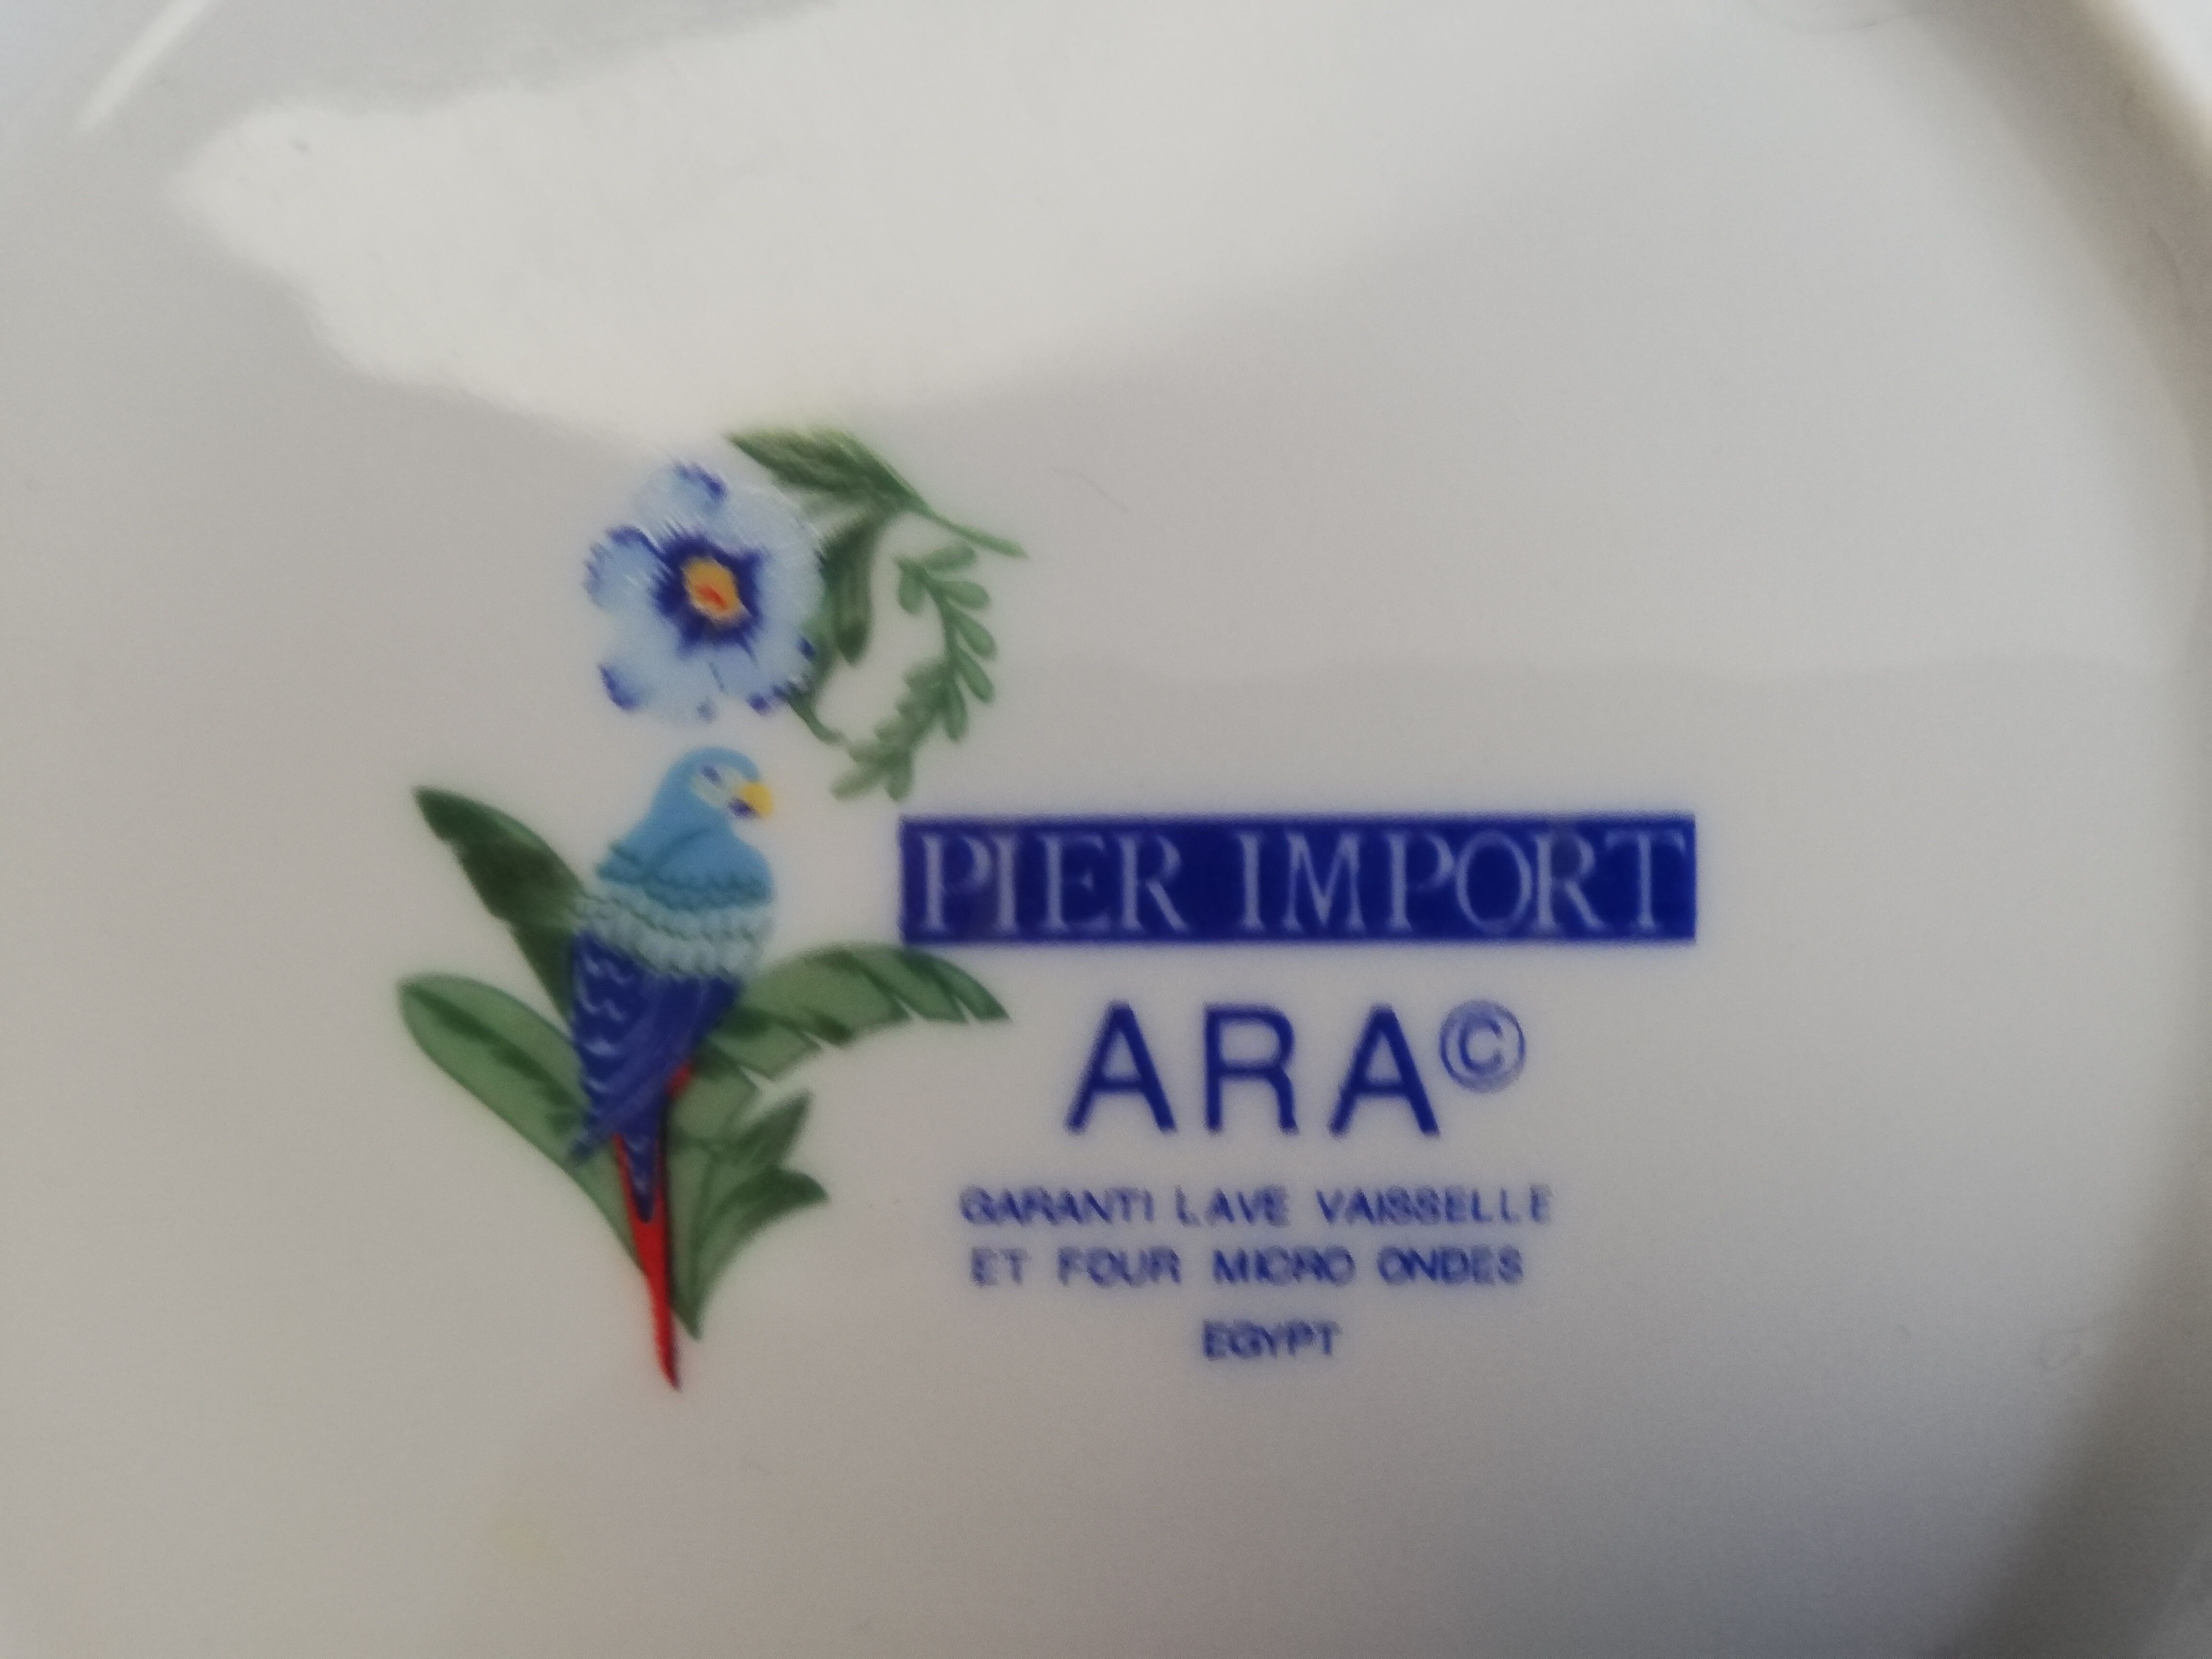 PIER IMPORT
ARA©
GARANTI LAVE VAISSELLE
ET FOUR MICRO ONDES
EGYPT